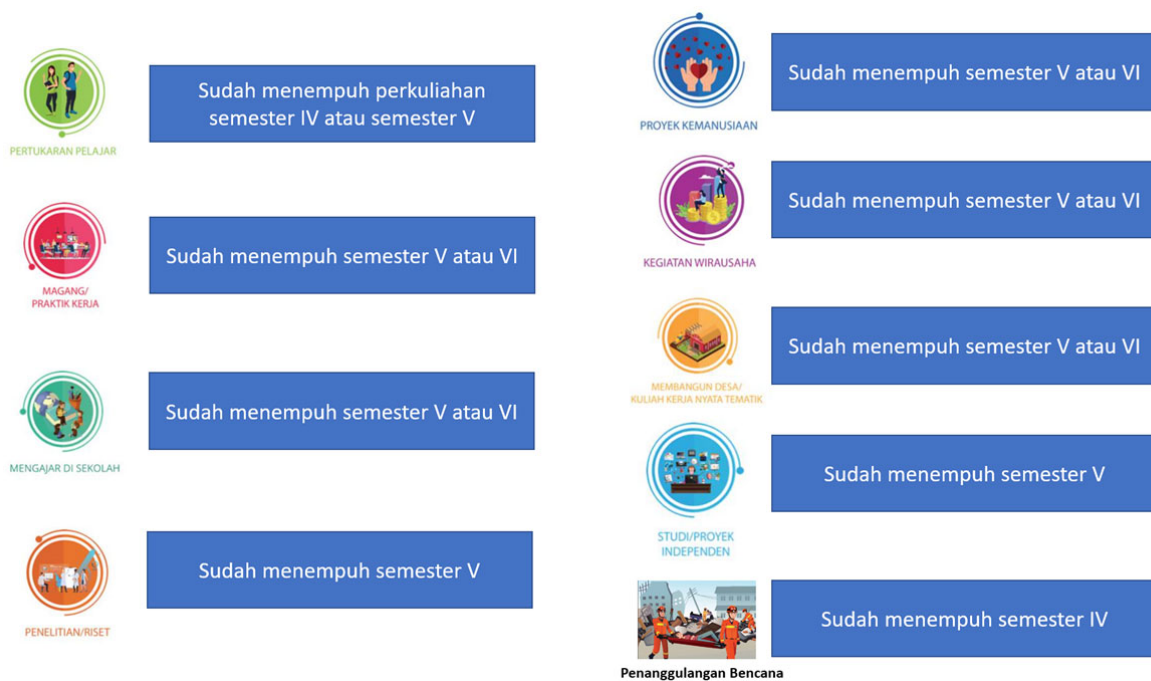 PERTUKARAN PELAJAR
Sudah menempuh perkuliahan
semester IV atau semester V
MAGANG/
PRAKTIK KERJA
Sudah menempuh semester V atau VI
MENGAJAR DI SEKOLAH
Sudah menempuh semester V atau VI
PENELITIAN/RISET
Sudah menempuh semester V
PROYEK KEMANUSIAAN
Sudah menempuh semester V atau VI
KEGIATAN WIRAUSAHA
Sudah menempuh semester V atau VI
MEMBANGUN DESA/
KULIAH KERJA NYATA TEMATIK
Sudah menempuh semester V atau VI
STUDI/PROYEK
INDEPENDEN
Sudah menempuh semester V
Penanggulangan Bencana
Sudah menempuh semester IV